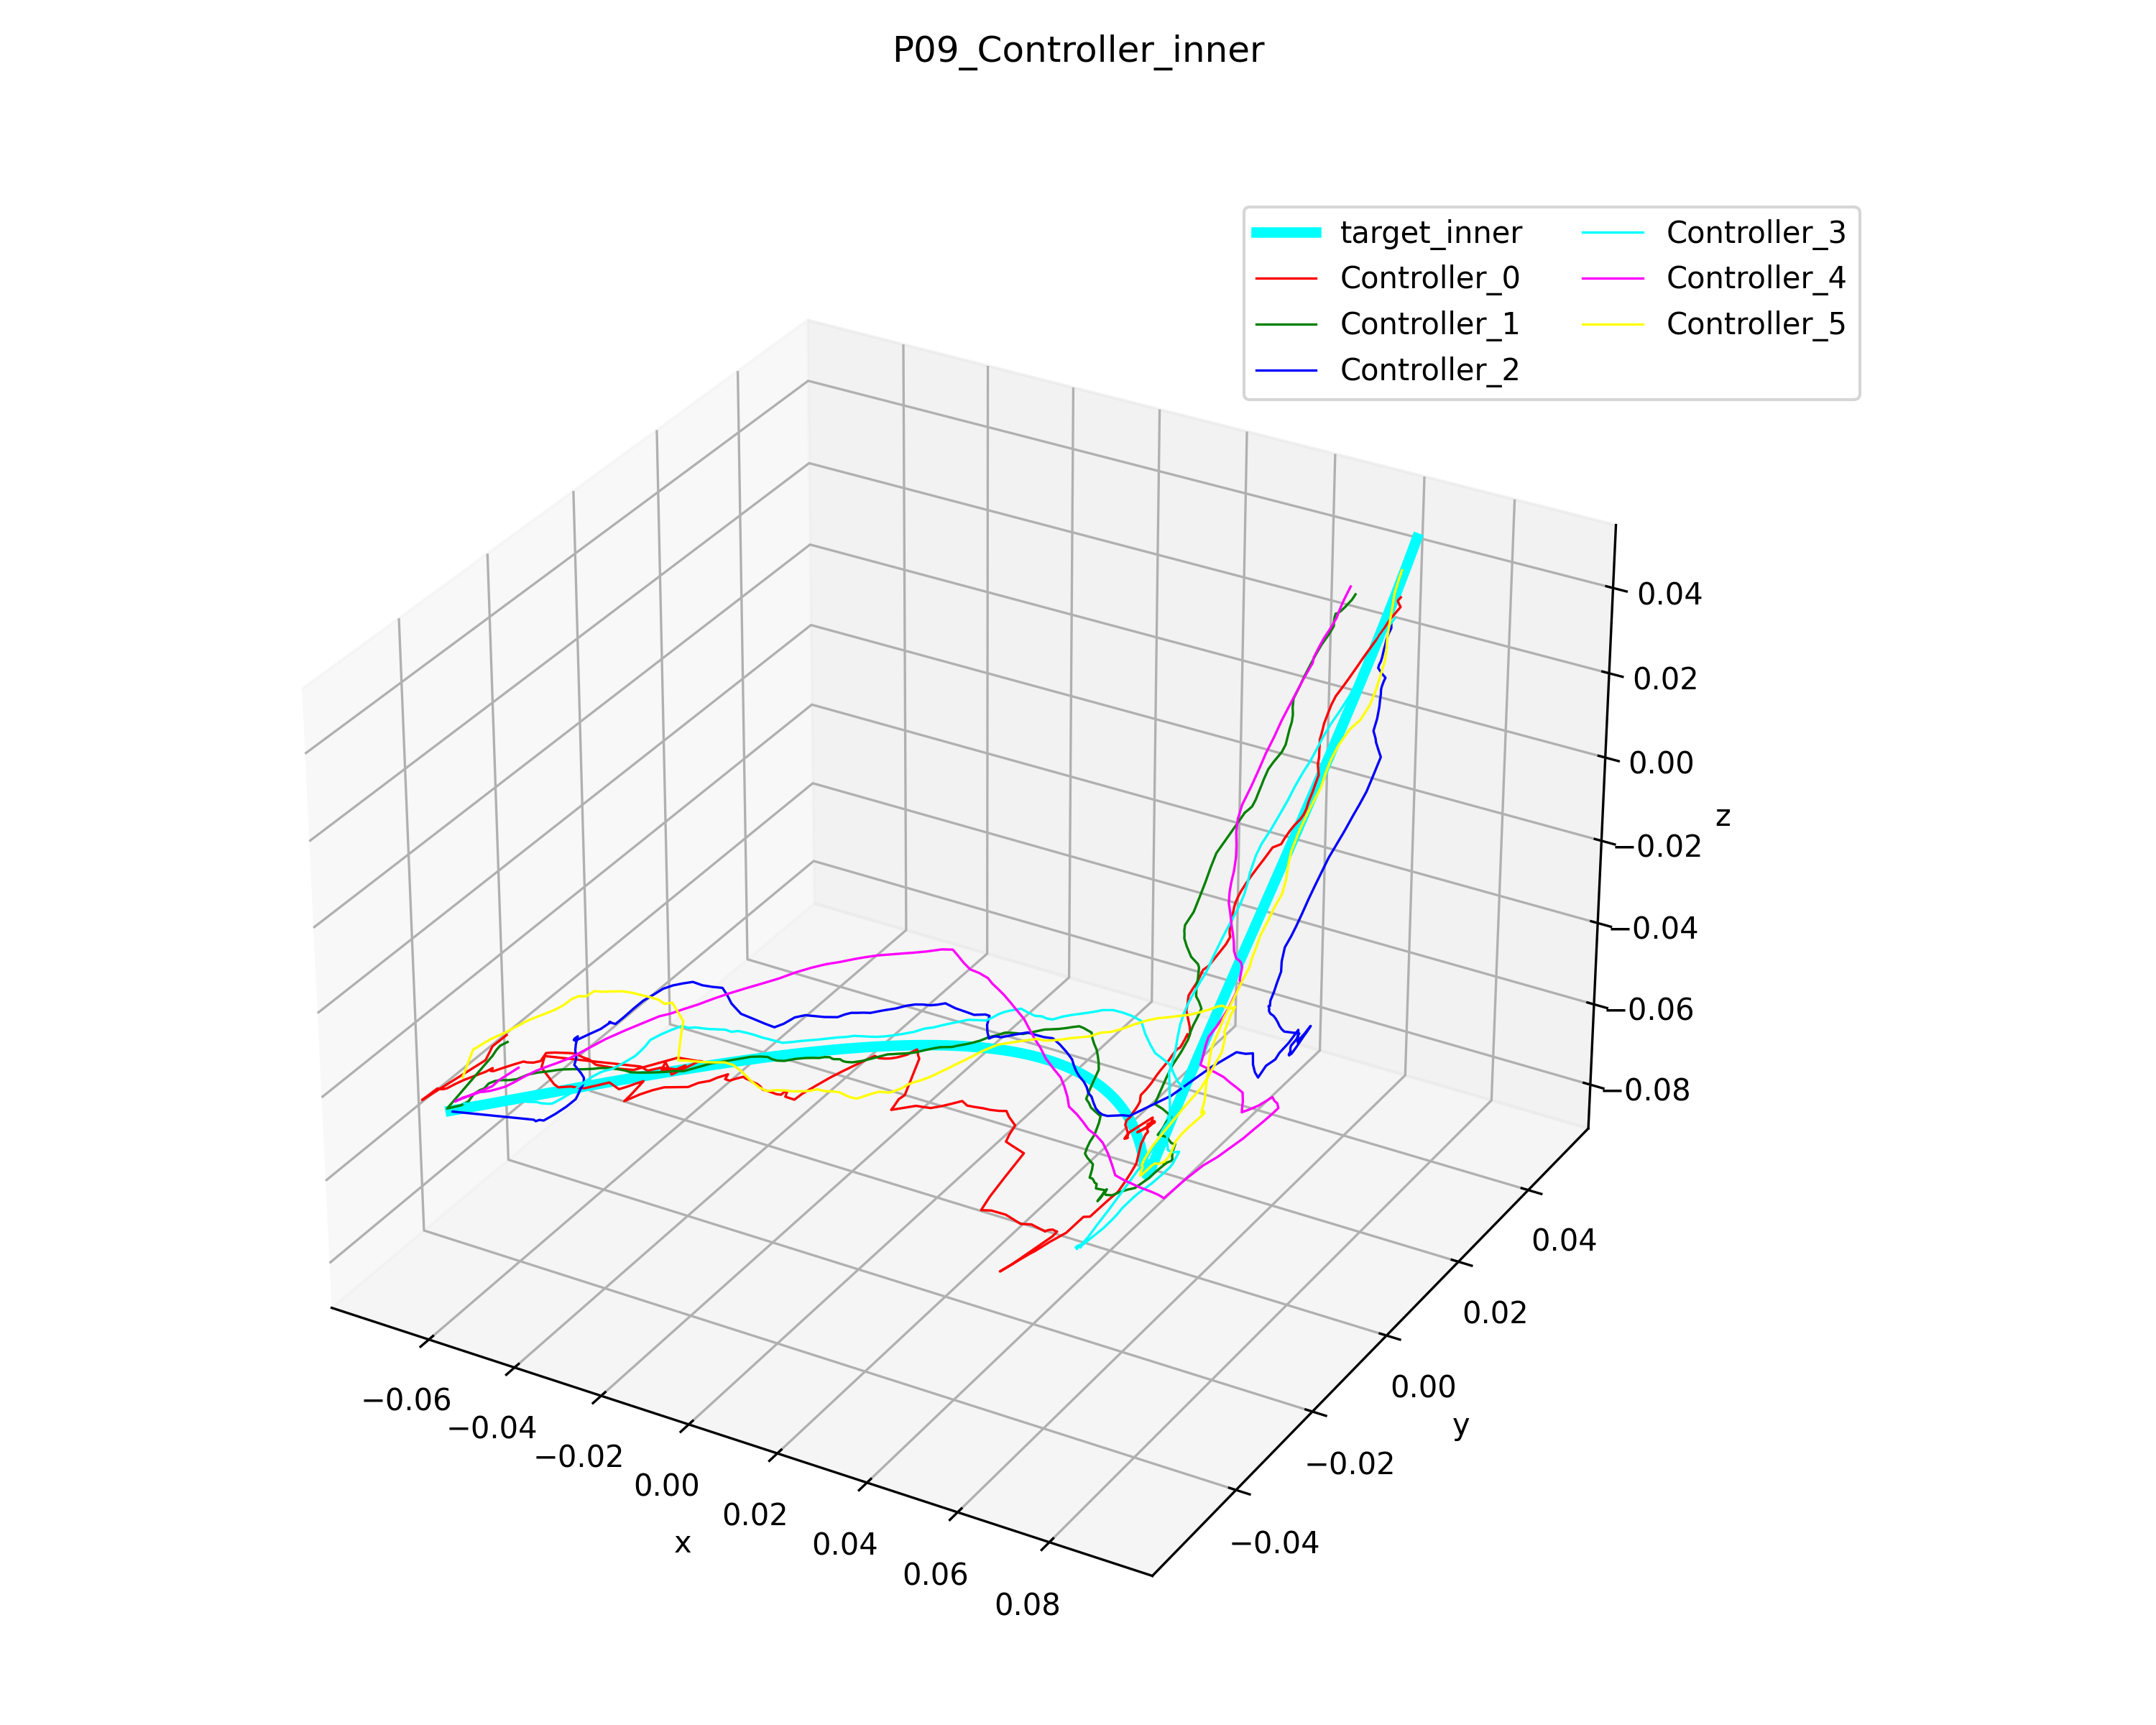 P09_Controller_inner
target_inner
Controller_0
Controller_1
Controller_2
Controller_3
Controller_4
Controller_5
0.04
0.02
0.00
−0.02
−0.04
−0.06
−0.08
z
0.04
0.02
0.00
−0.02
−0.04
y
−0.06
−0.04
−0.02
0.00
0.02
0.04
0.06
0.08
x